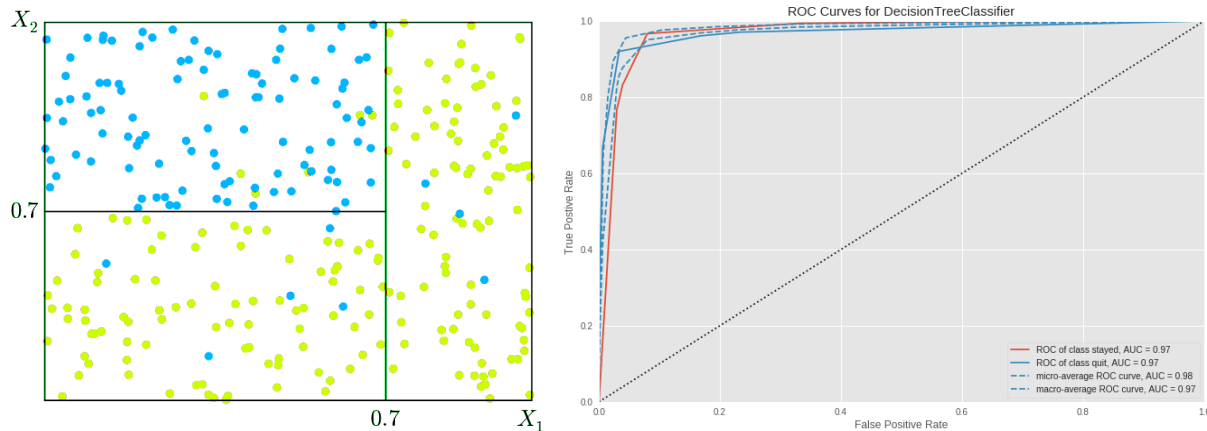 X₂
0.7
0.7
X₁
ROC Curves for DecisionTreeClassifier
True Postive Rate
1.0
0.8
0.6
0.4
0.2
0.0
ROC of class stayed, AUC = 0.97
ROC of class quit, AUC = 0.97
micro-average ROC curve, AUC = 0.98
macro-average ROC curve, AUC = 0.97
0.0 0.2 0.4 0.6 0.8 1.0
False Positive Rate